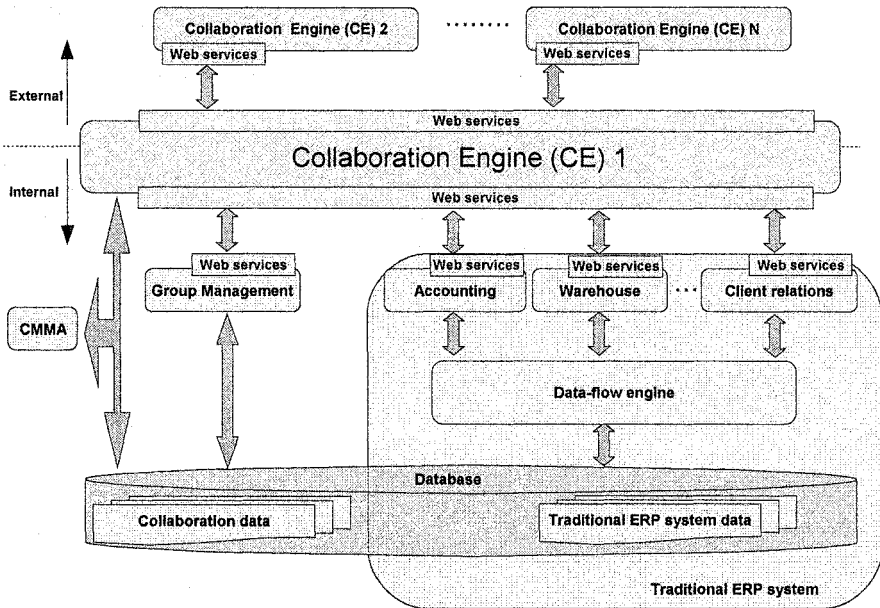 Collaboration Engine (CE) 2
Collaboration Engine (CE) N
Web services
Web services
External
Web services
Collaboration Engine (CE) 1
Internal
Web services
Web services
Web services
Web services
Web services
Group Management
Accounting
Warehouse
Client relations
CMMA
Data-flow engine
Database
Collaboration data
Traditional ERP system data
Traditional ERP system